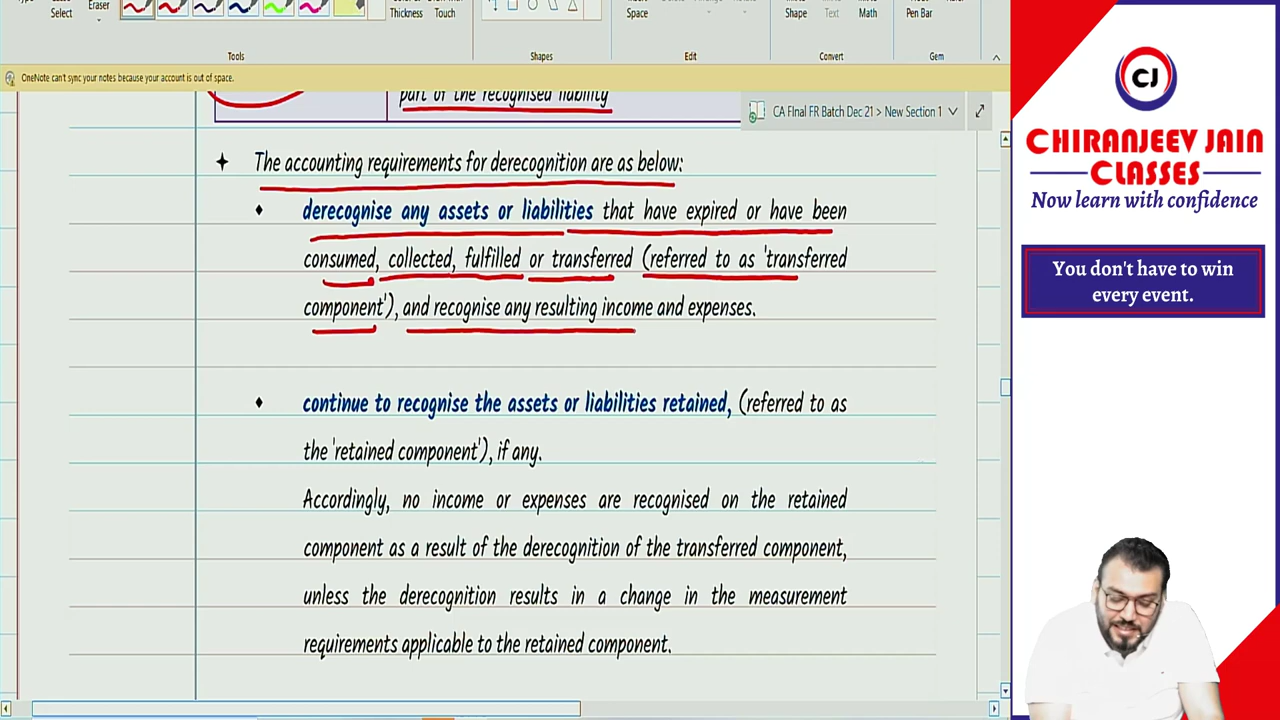 Eraser
Select
Thickness
Touch
Space
Shape
Text
Math
Pen Bar
Tools
Shapes
Edit
Convert
Gem
OneNote can't sync your notes because your account is out of space.
part of the recognised liability
CA FInal FR Batch Dec 21 > New Section 1
The accounting requirements for derecognition are as below:
derecognise any assets or liabilities that have expired or have been
consumed, collected, fulfilled or transferred (referred to as 'transferred
component'), and recognise any resulting income and expenses.
continue to recognise the assets or liabilities retained, (referred to as
the 'retained component'), if any.
Accordingly, no income or expenses are recognised on the retained
component as a result of the derecognition of the transferred component,
unless the derecognition results in a change in the measurement
requirements applicable to the retained component.
CJ
CHIRANJEEV JAIN
CLASSES
Now learn with confidence
You don't have to win
every event.